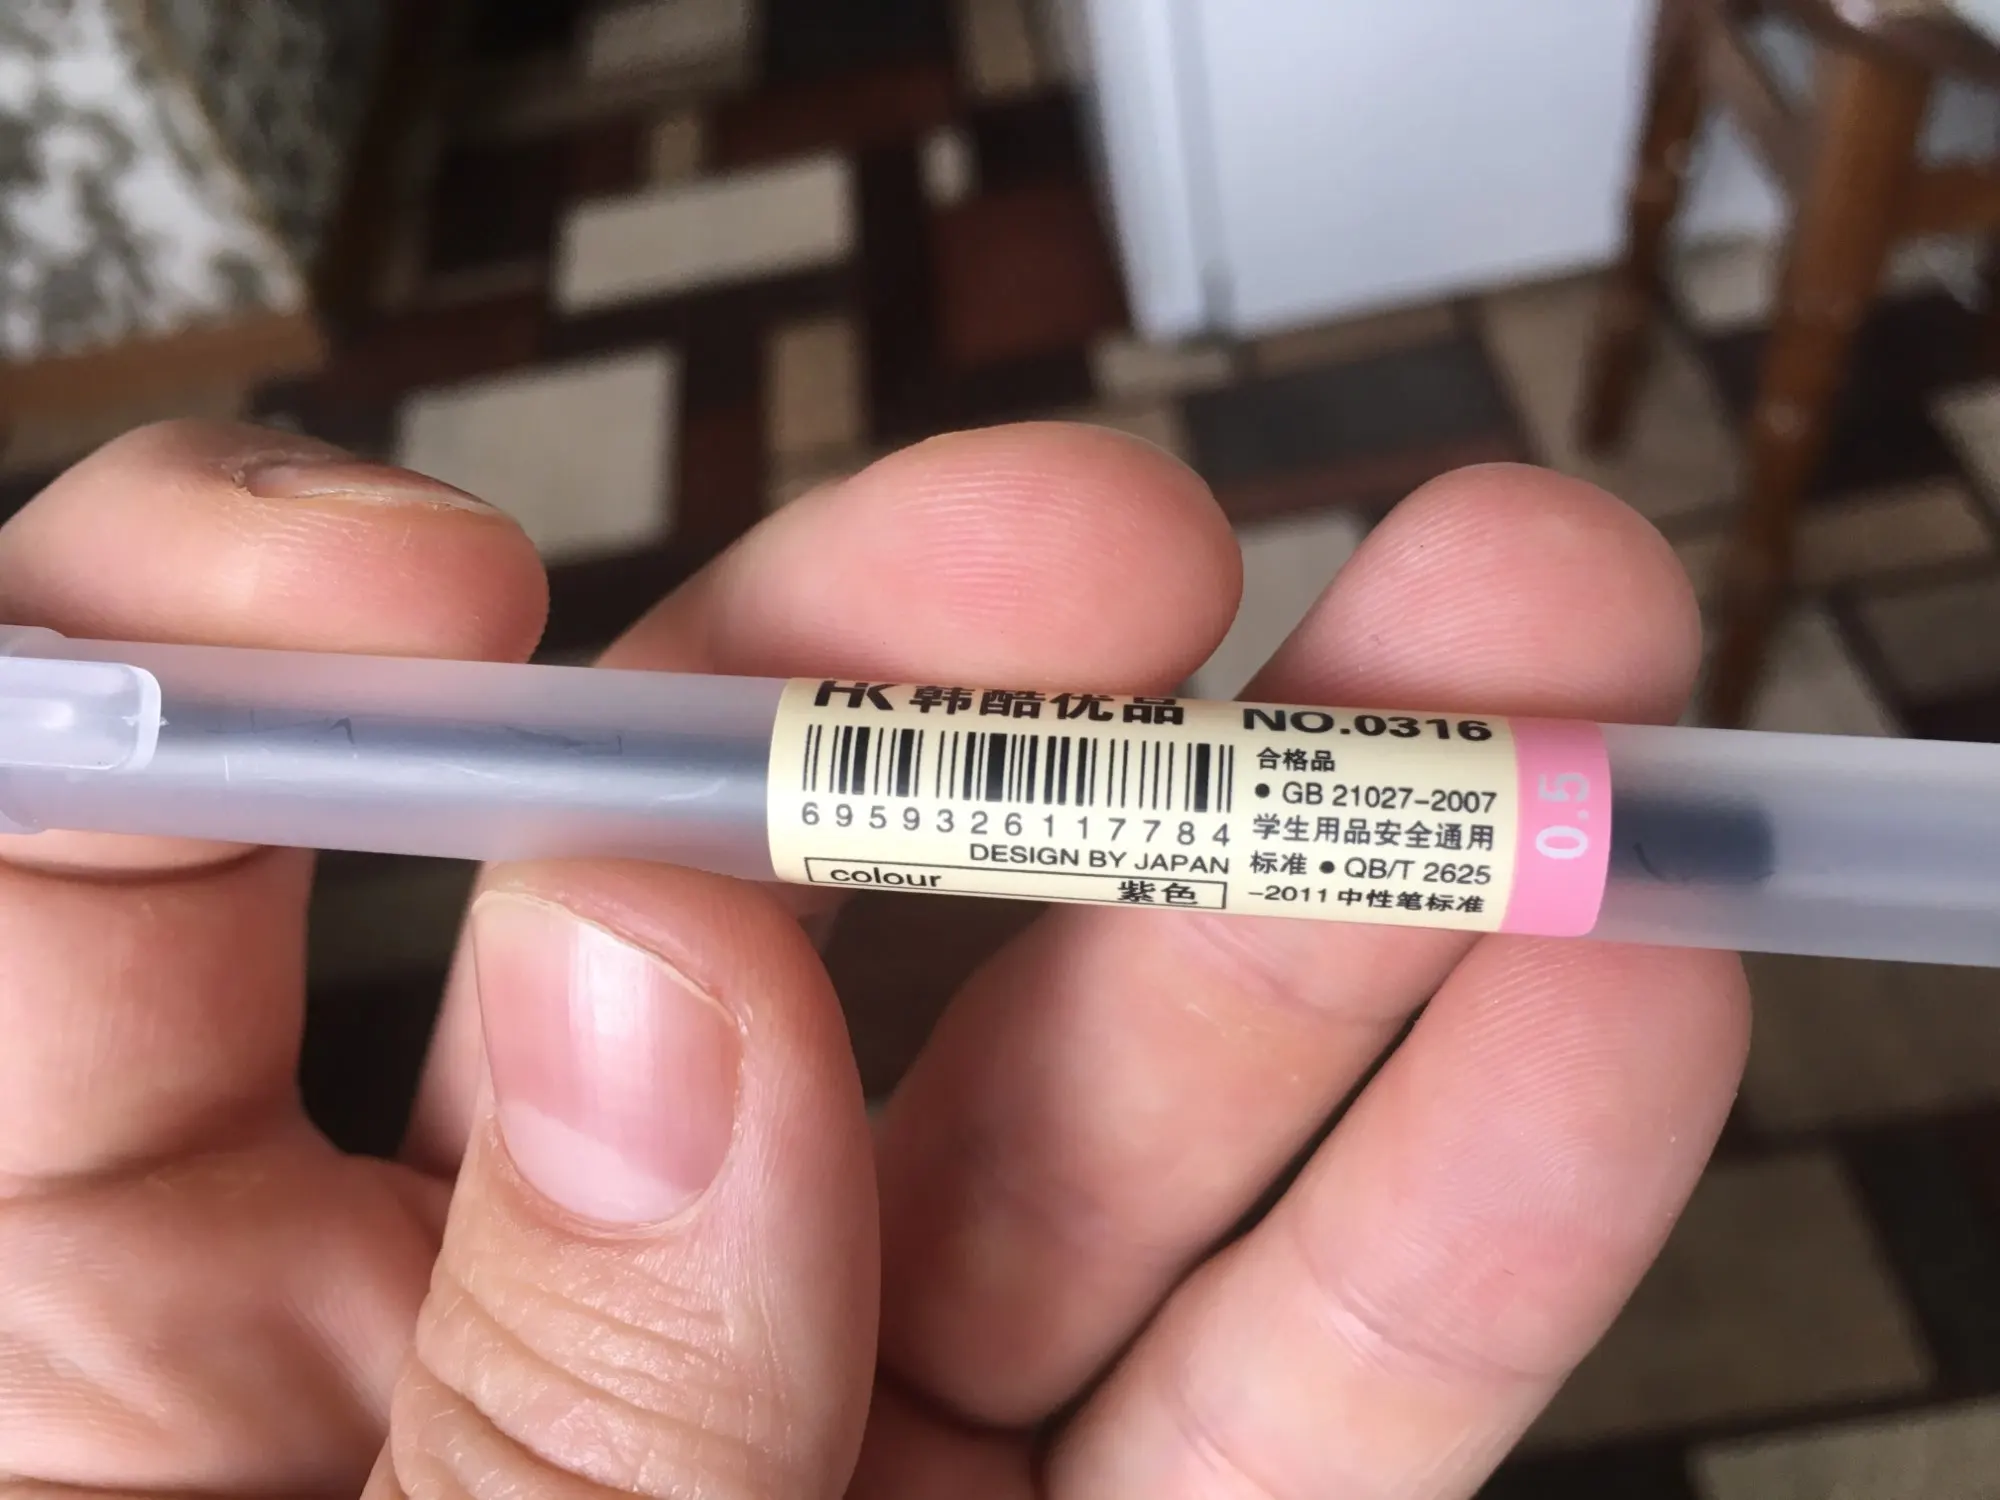 HK 韩酷优品 NO.0316
6959326117784
DESIGN BY JAPAN
colour 紫色
合格品
● GB 21027-2007
学生用品安全通用
标准 ● QB/T 2625
-2011 中性笔标准
0.5